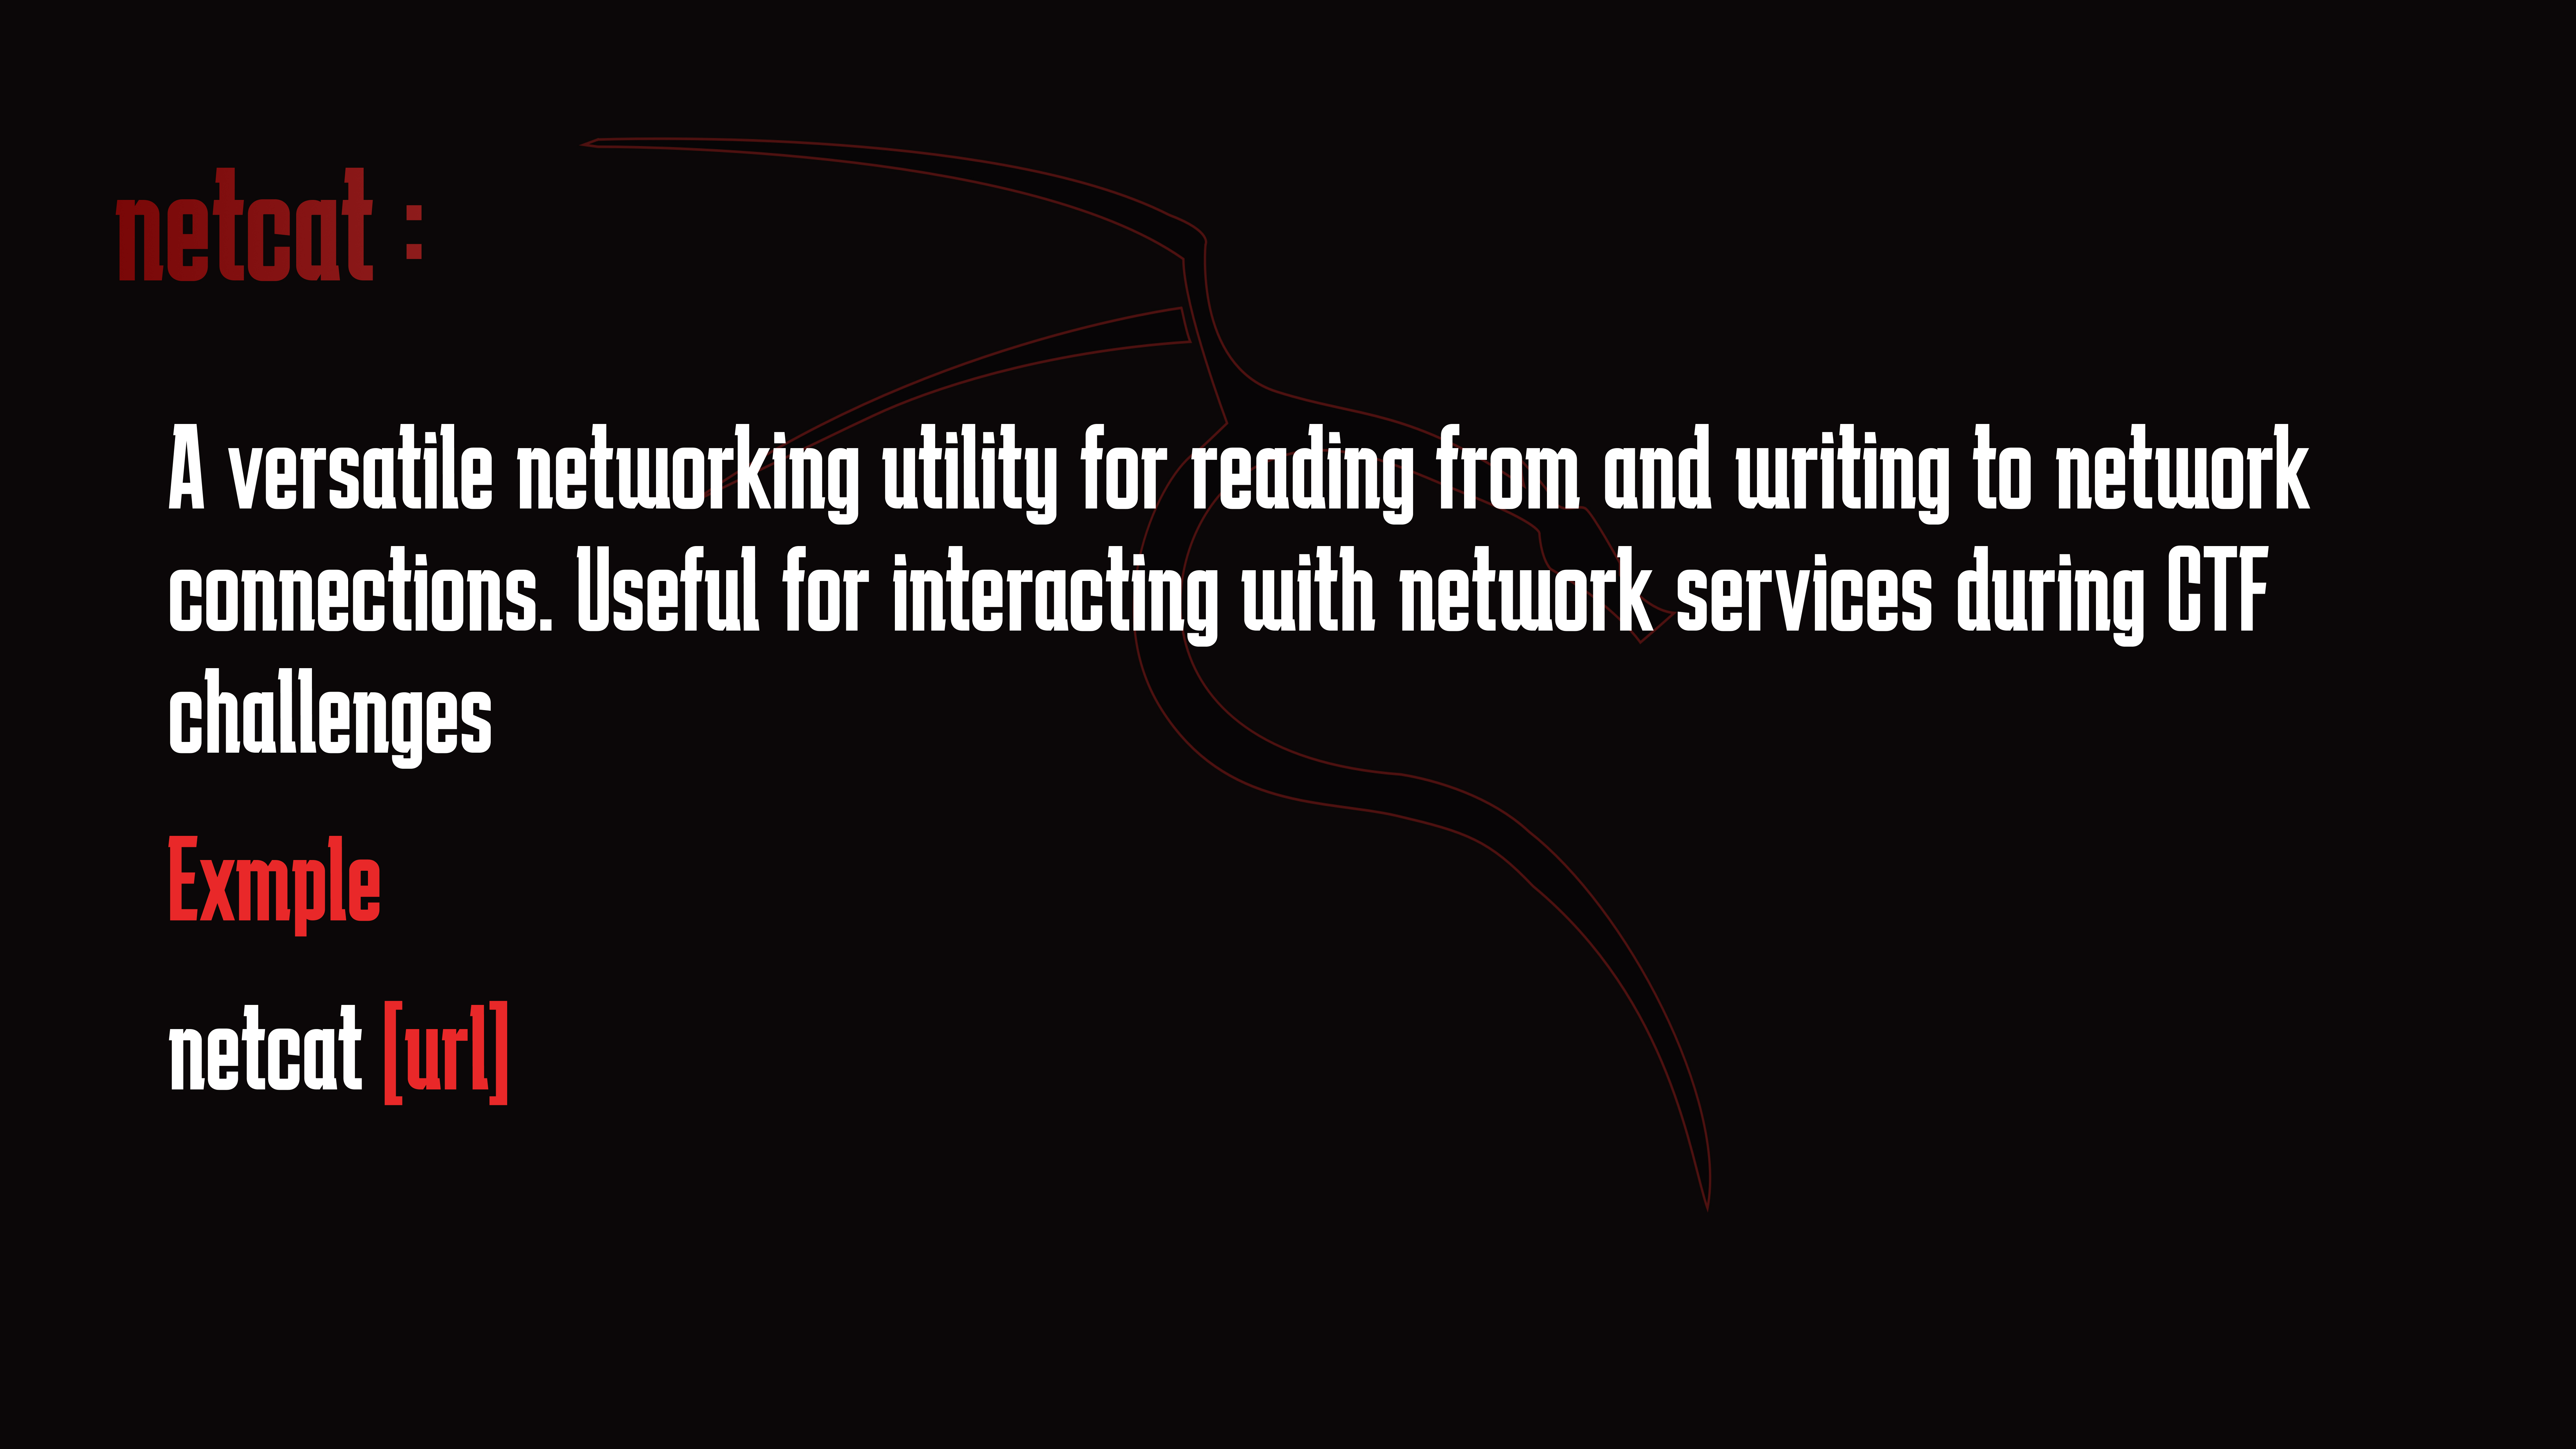 netcat :
A versatile networking utility for reading from and writing to network
connections. Useful for interacting with network services during CTF
challenges
Exmple
netcat [url]